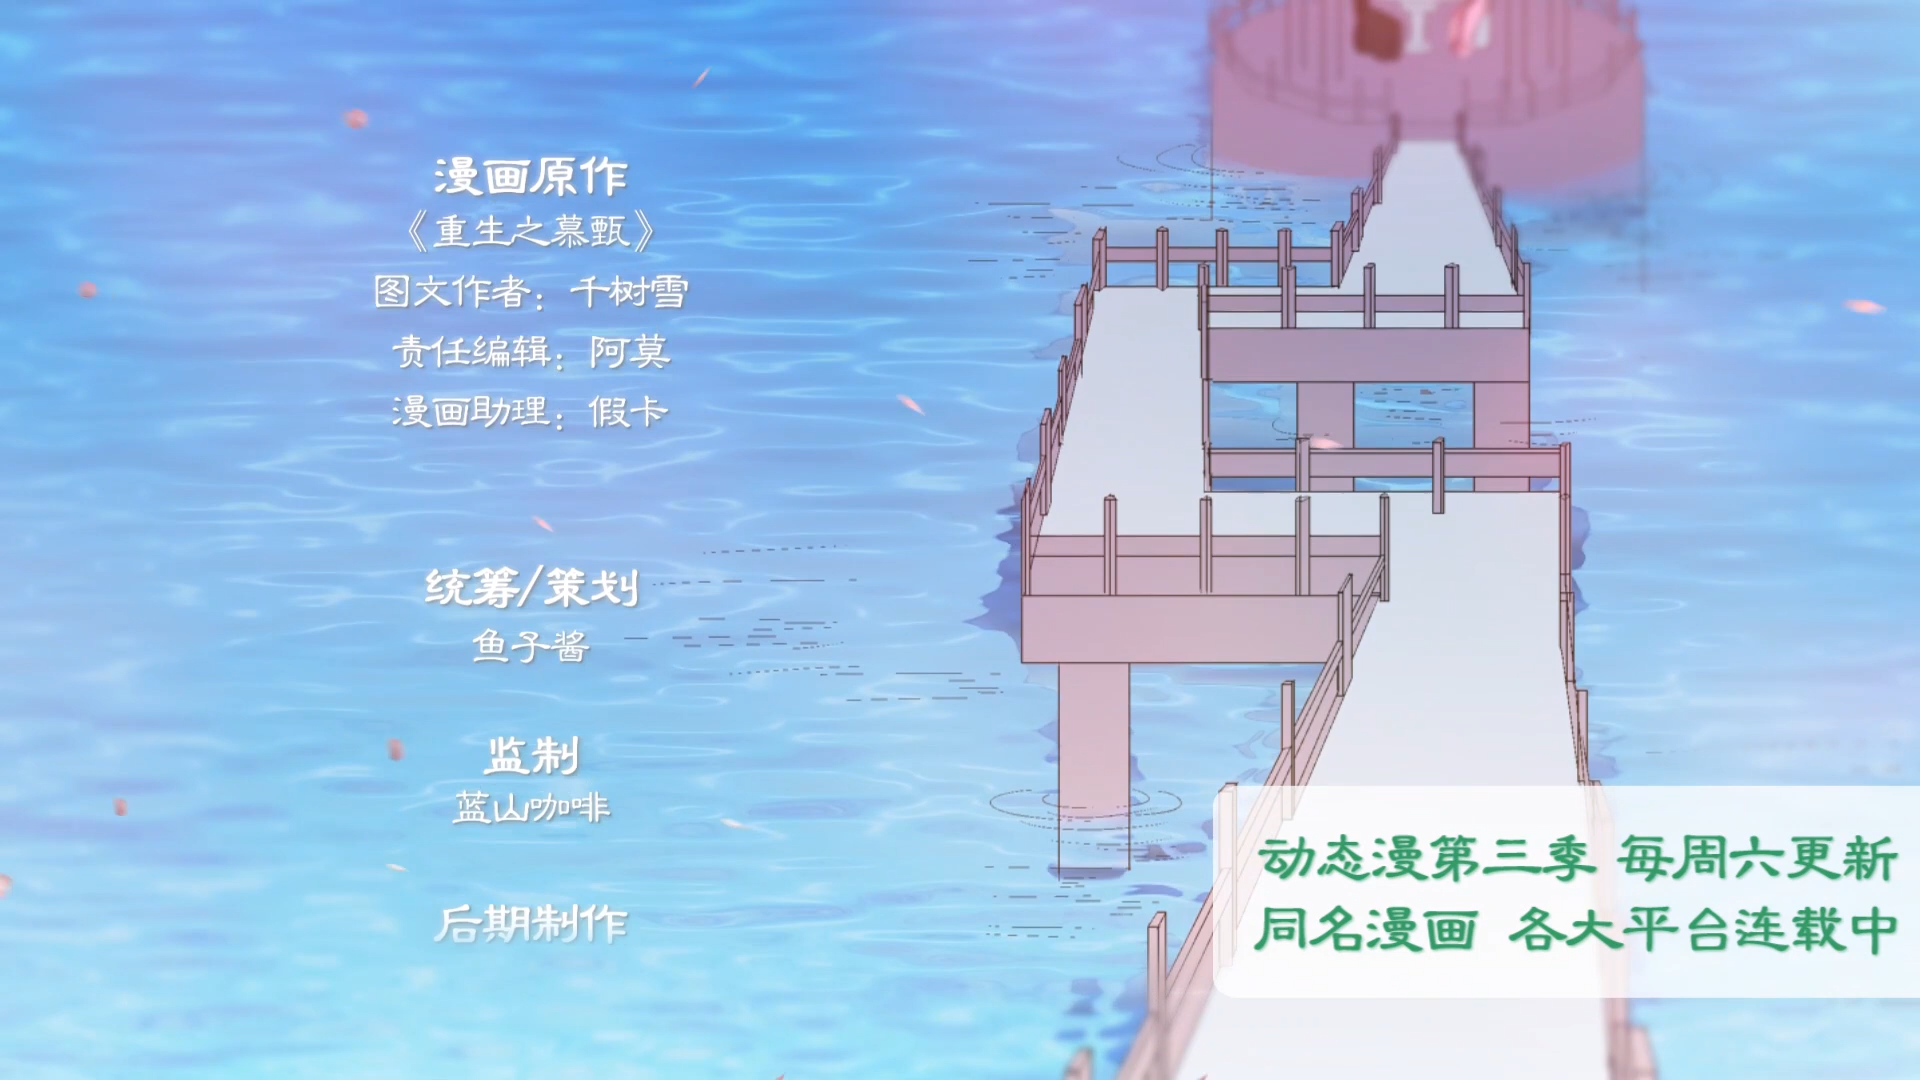 漫画原作
《重生之慕甄》
图文作者：千树雪
责任编辑：阿莫
漫画助理：假卡
统筹/策划
鱼子酱
监制
蓝山咖啡
后期制作
动态漫第三季 每周六更新
同名漫画 各大平台连载中